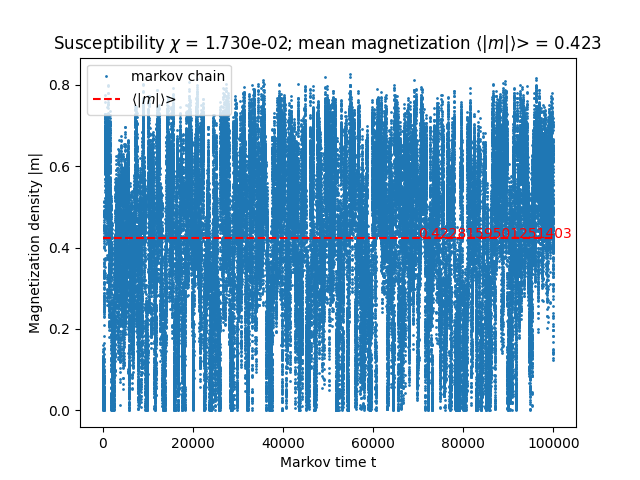 Susceptibility χ = 1.730e-02; mean magnetization ⟨|m|⟩> = 0.423
markov chain
⟨|m|⟩>
Magnetization density |m|
0.8
0.6
0.4
0.2
0.0
0.4228159501251403
0 20000 40000 60000 80000 100000
Markov time t